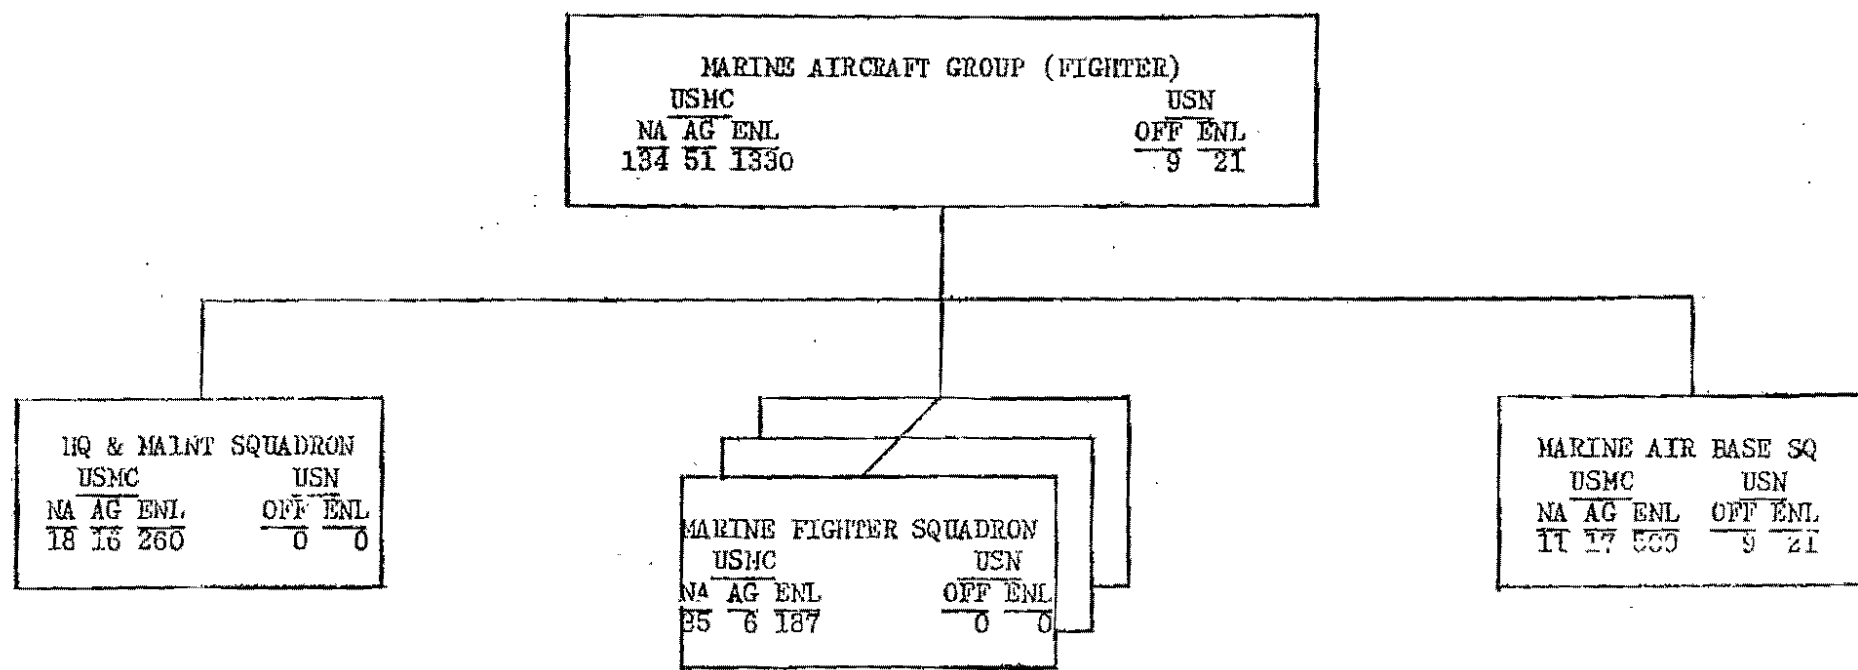 MARINE AIRCRAFT GROUP (FIGHTER)
USMC USN
NA AG ENL OFF ENL
134 51 1330 9 21
HQ & MAINT SQUADRON
USMC USN
NA AG ENL OFF ENL
18 16 260 0 0
MARINE FIGHTER SQUADRON
USMC USN
NA AG ENL OFF ENL
35 6 187 0 0
MARINE AIR BASE SQ
USMC USN
NA AG ENL OFF ENL
11 17 509 9 21